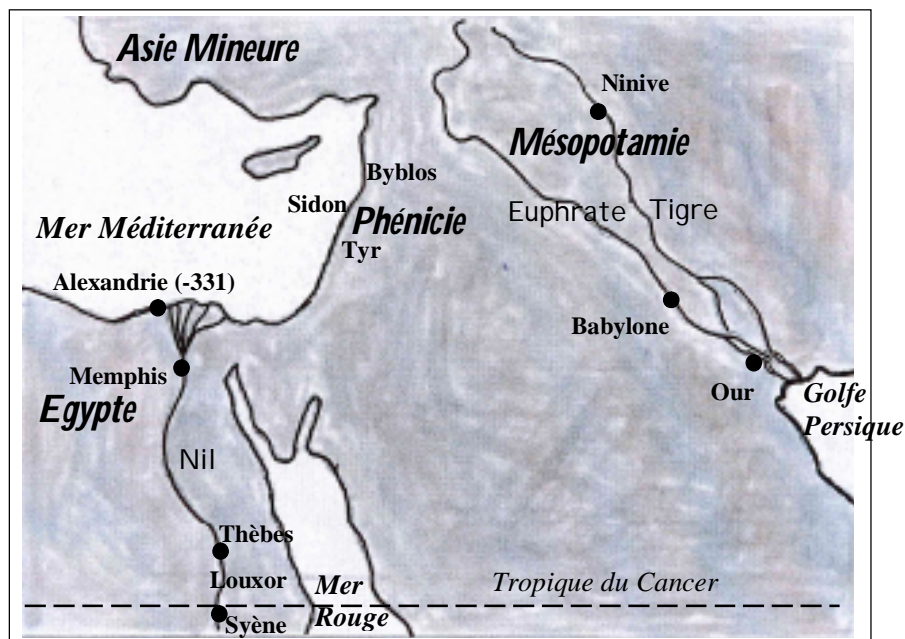 Asie Mineure
Ninive
Mésopotamie
Byblos
Sidon
Phénicie
Euphrate
Tigre
Mer Méditerranée
Tyr
Alexandrie (-331)
Babylone
Memphis
Our
Egypte
Golfe
Persique
Nil
Thèbes
Louxor
Mer
Rouge
Tropique du Cancer
Syène